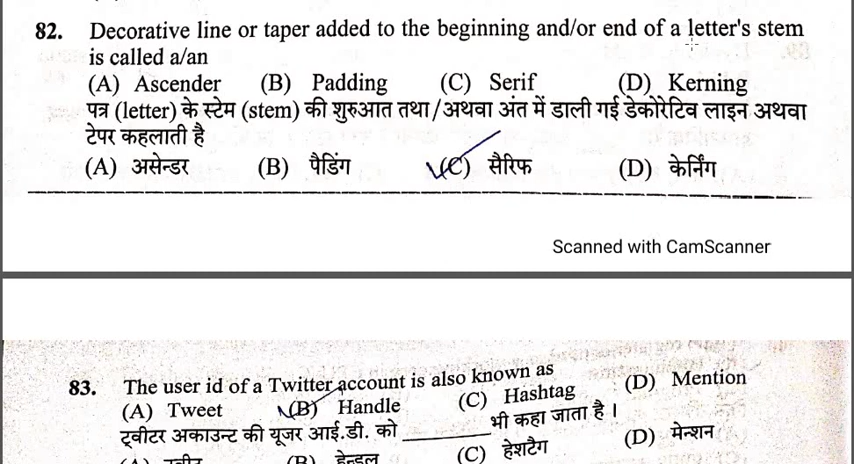 82. Decorative line or taper added to the beginning and/or end of a letter's stem
is called a/an
(A) Ascender (B) Padding (C) Serif (D) Kerning
पत्र (letter) के स्टेम (stem) की शुरुआत तथा/अथवा अंत में डाली गई डेकोरेटिव लाइन अथवा
टेपर कहलाती है
(A) असेन्डर (B) पैडिंग (C) सैरिफ (D) केर्निंग
Scanned with CamScanner
83. The user id of a Twitter account is also known as
(A) Tweet (B) Handle (C) Hashtag (D) Mention
ट्वीटर अकाउन्ट की यूजर आई.डी. को ________ भी कहा जाता है।
(A) ट्वीट (B) हेन्डल (C) हेशटैग (D) मेन्शन